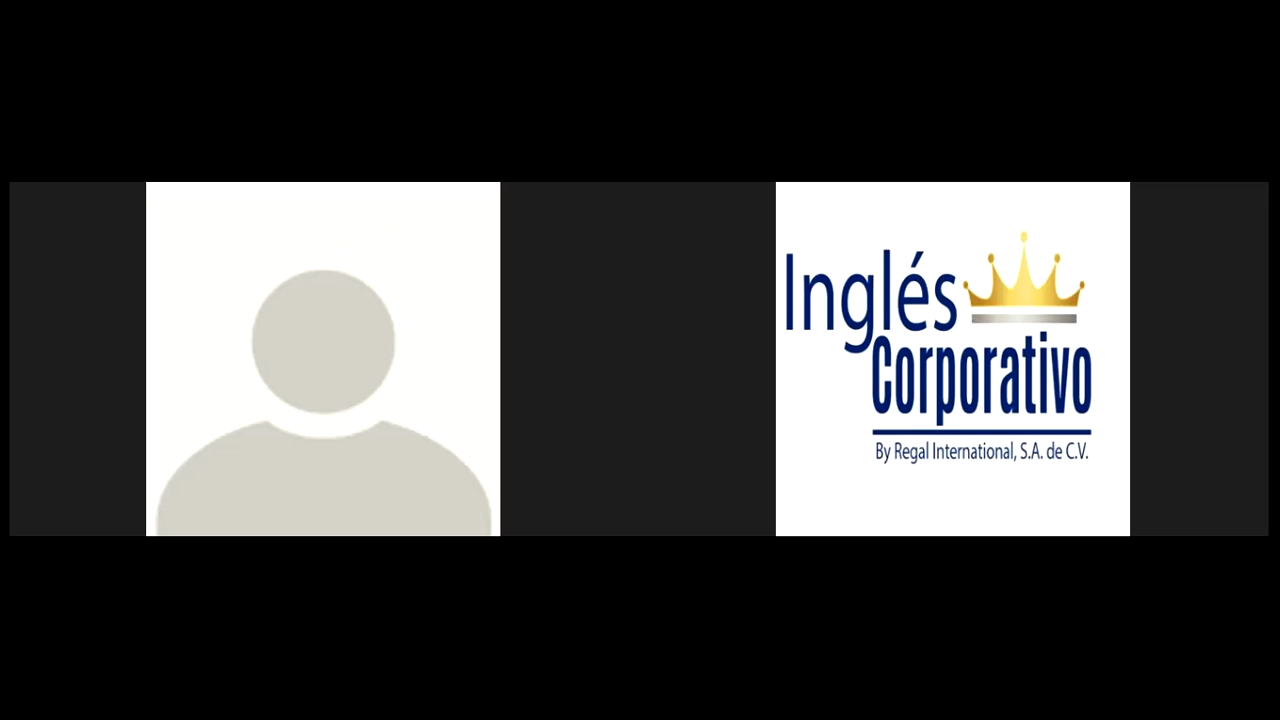 Inglés
Corporativo
By Regal International, S.A. de C.V.